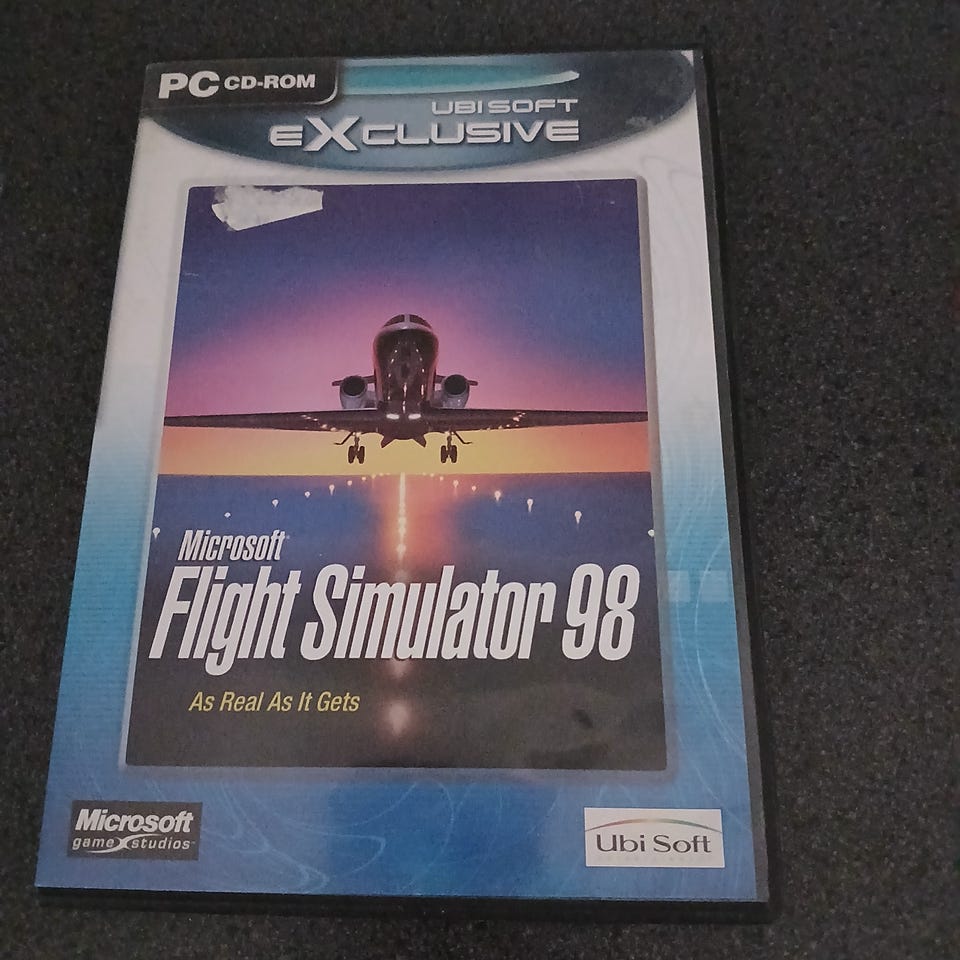 PC CD-ROM
UBI SOFT
eXCLUSIVE
Microsoft
Flight Simulator 98
As Real As It Gets
Microsoft
game studios
Ubi Soft